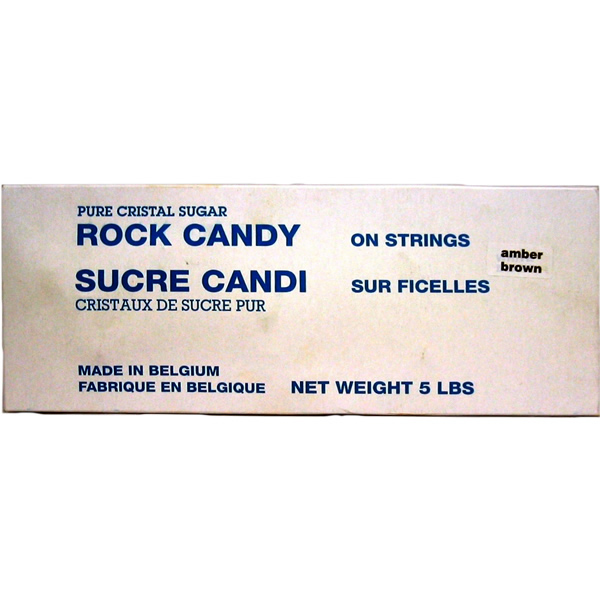 PURE CRISTAL SUGAR
ROCK CANDY ON STRINGS
amber
brown
SUCRE CANDI SUR FICELLES
CRISTAUX DE SUCRE PUR
MADE IN BELGIUM
FABRIQUE EN BELGIQUE NET WEIGHT 5 LBS